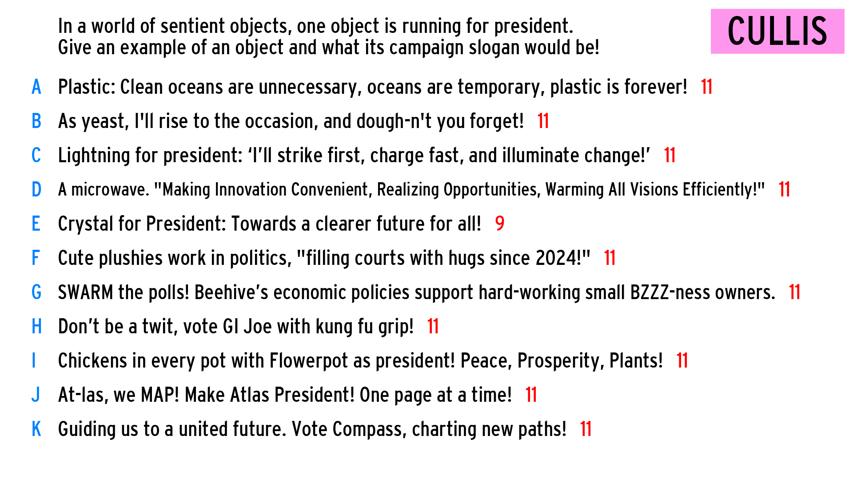 In a world of sentient objects, one object is running for president.
Give an example of an object and what its campaign slogan would be!
CULLIS
A Plastic: Clean oceans are unnecessary, oceans are temporary, plastic is forever! 11
B As yeast, I'll rise to the occasion, and dough-n't you forget! 11
C Lightning for president: ‘I’ll strike first, charge fast, and illuminate change!’ 11
D A microwave. "Making Innovation Convenient, Realizing Opportunities, Warming All Visions Efficiently!" 11
E Crystal for President: Towards a clearer future for all! 9
F Cute plushies work in politics, "filling courts with hugs since 2024!" 11
G SWARM the polls! Beehive’s economic policies support hard-working small BZZZ-ness owners. 11
H Don’t be a twit, vote GI Joe with kung fu grip! 11
I Chickens in every pot with Flowerpot as president! Peace, Prosperity, Plants! 11
J At-las, we MAP! Make Atlas President! One page at a time! 11
K Guiding us to a united future. Vote Compass, charting new paths! 11